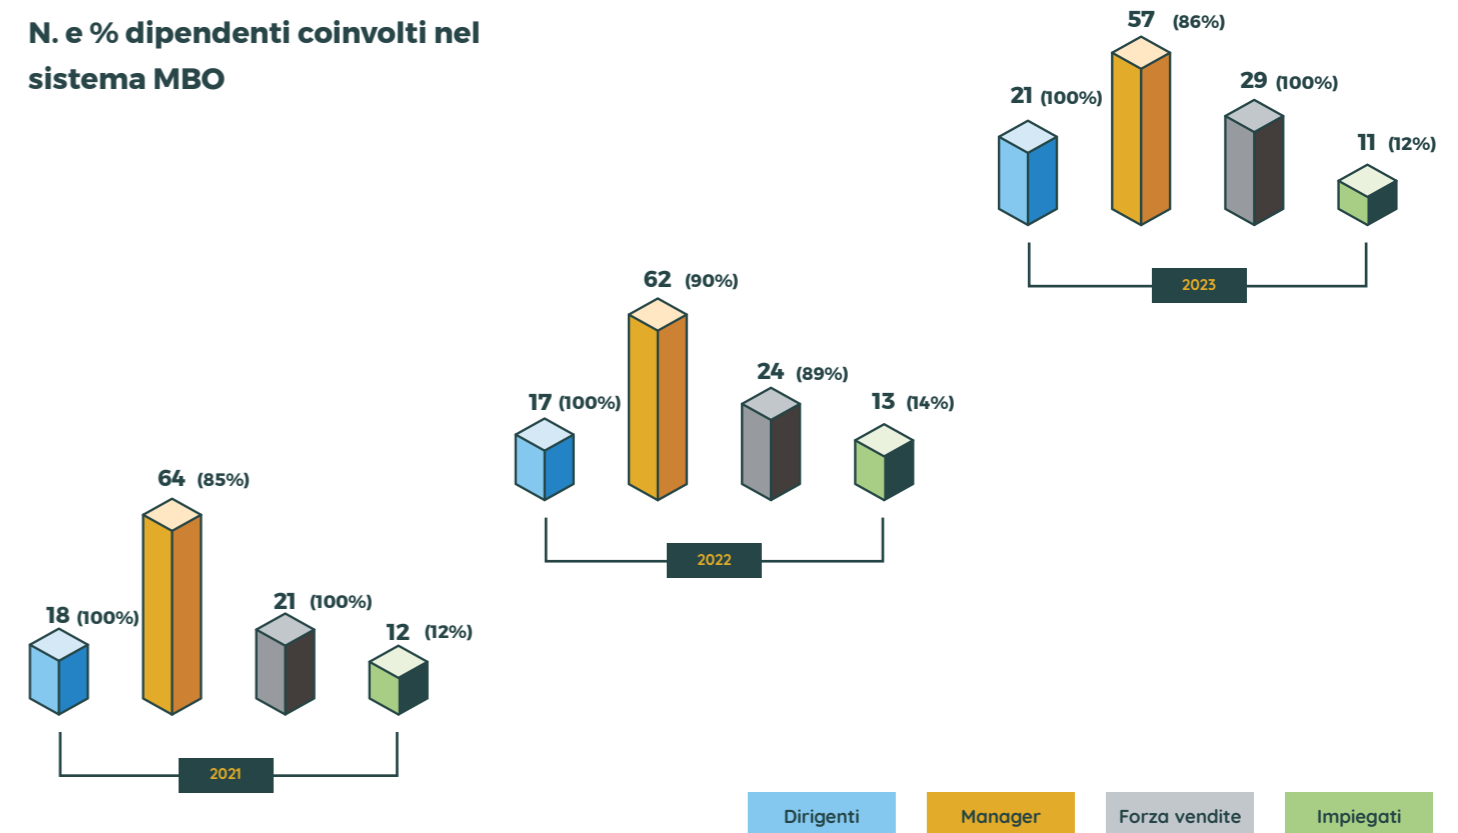 N. e % dipendenti coinvolti nel
sistema MBO
57 (86%)
21 (100%)
29 (100%)
11 (12%)
2023
62 (90%)
17 (100%)
24 (89%)
13 (14%)
2022
64 (85%)
18 (100%)
21 (100%)
12 (12%)
2021
Dirigenti
Manager
Forza vendite
Impiegati